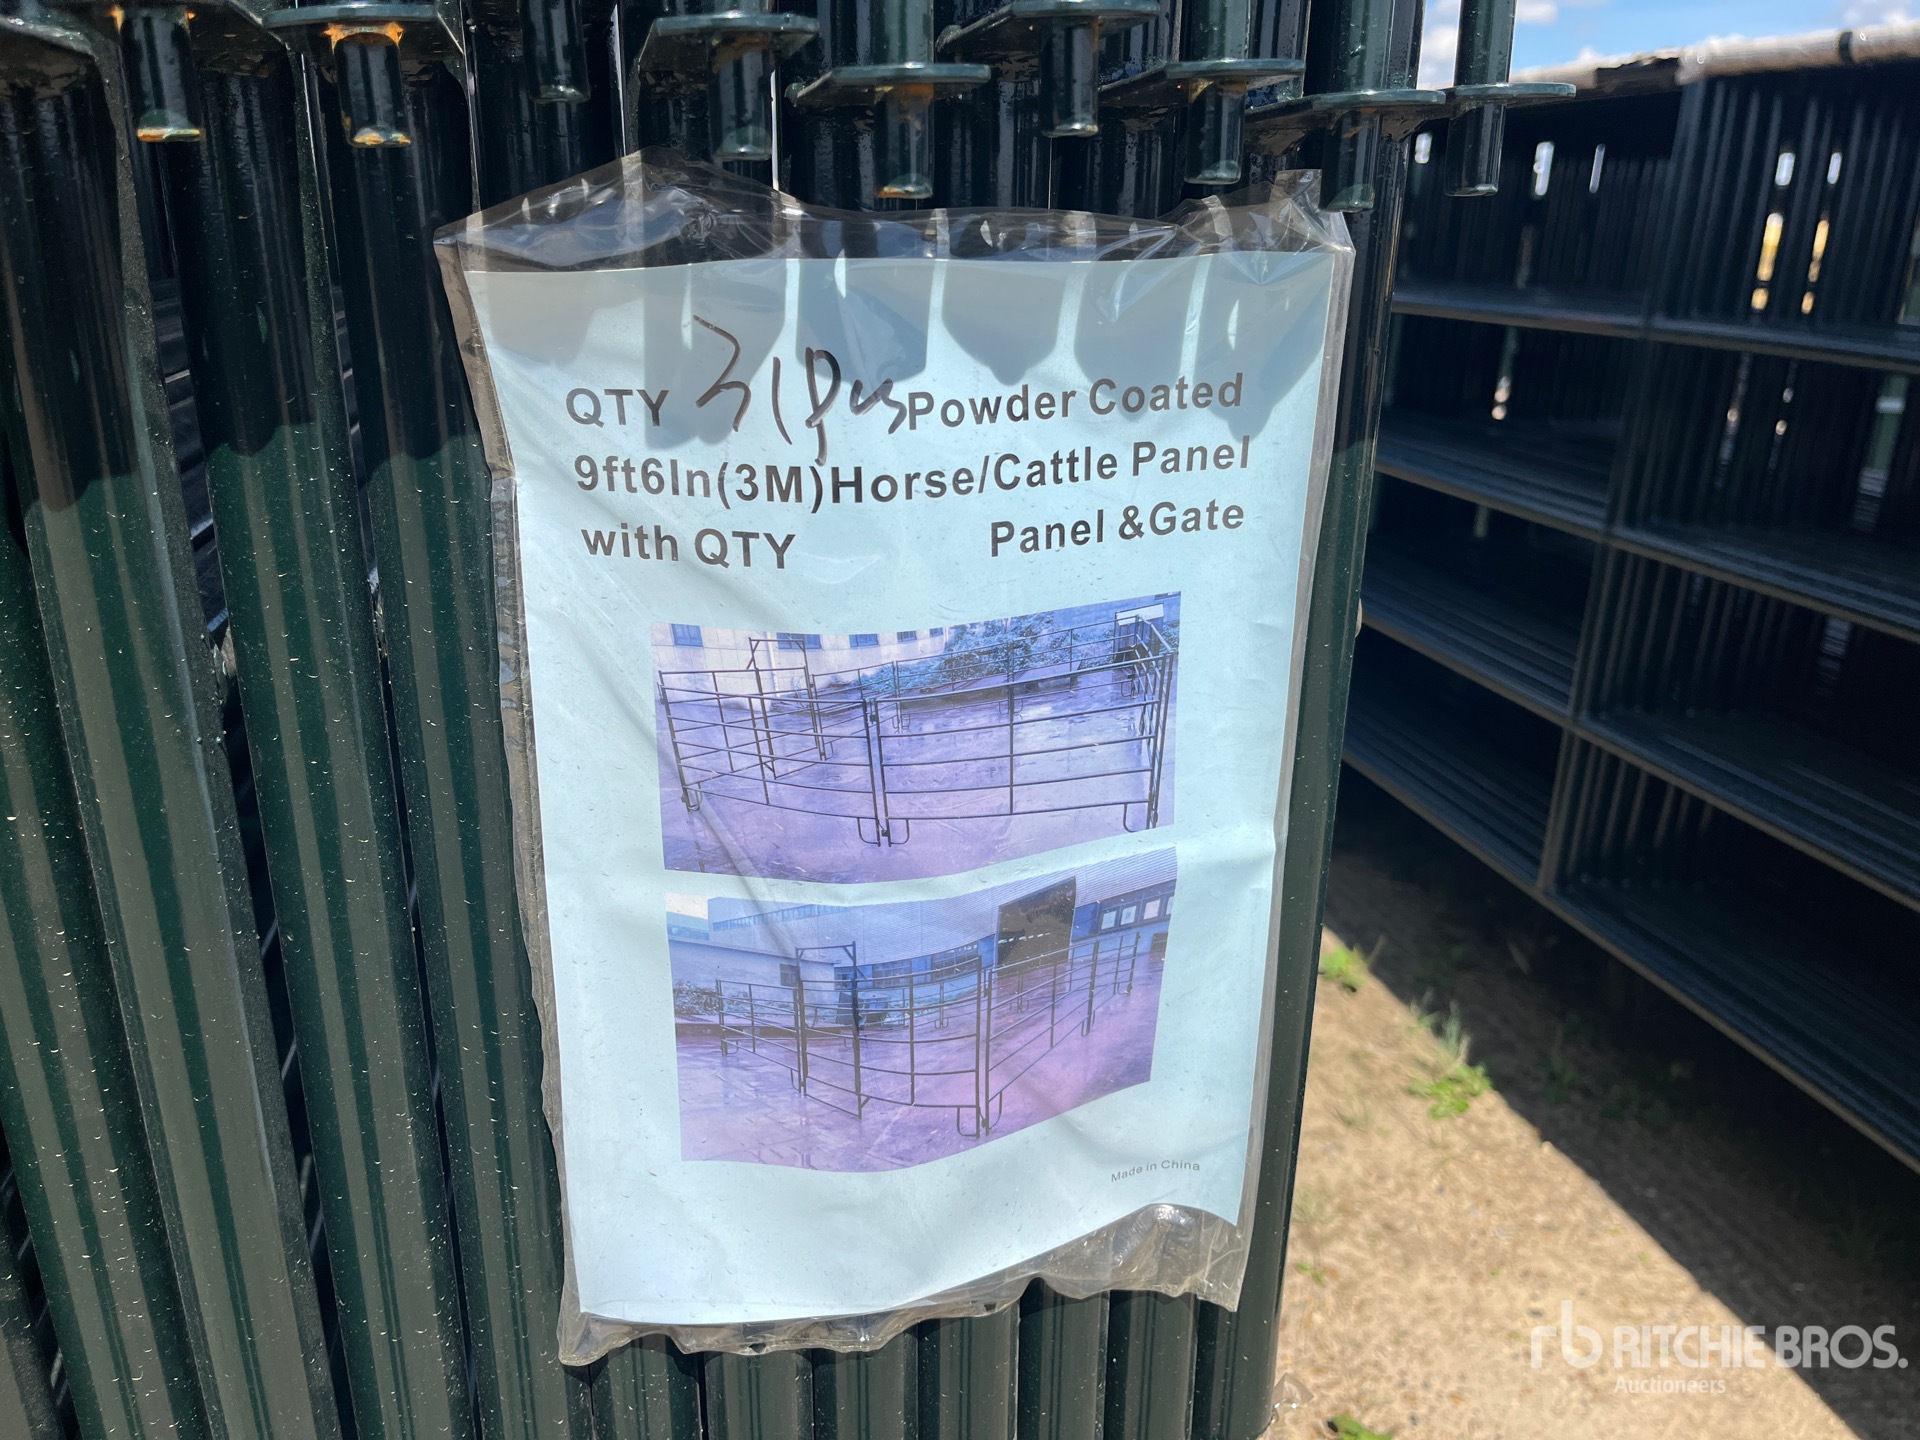 QTY 31pcs Powder Coated
9ft6In(3M)Horse/Cattle Panel
with QTY Panel &Gate
Made in China
rb RITCHIE BROS.
Auctioneers